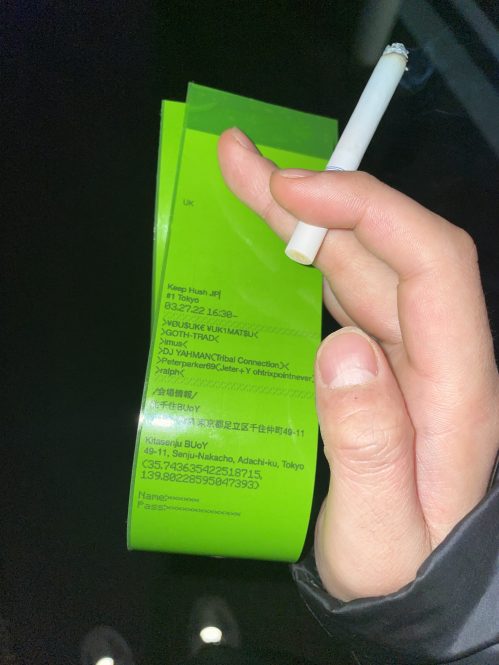 UK
Keep Hush JP
#1 Tokyo
03.27.22 16:30~
>¥ØU$UK€ ¥UK1MAT$U<
>GOTH-TRAD<
>imus<
>DJ YAHMAN(Tribal Connection)<
>Peterparker69(Jeter+Y ohtrixpointnever)
>ralph<
/会場情報/
千住BUoY
東京都足立区千住仲町49-11
Kitasenju BUoY
49-11, Senju-Nakacho, Adachi-ku, Tokyo
(35.743635422518715,
139.80228595047393)
Name:××××××
Pass:×××××××××××××